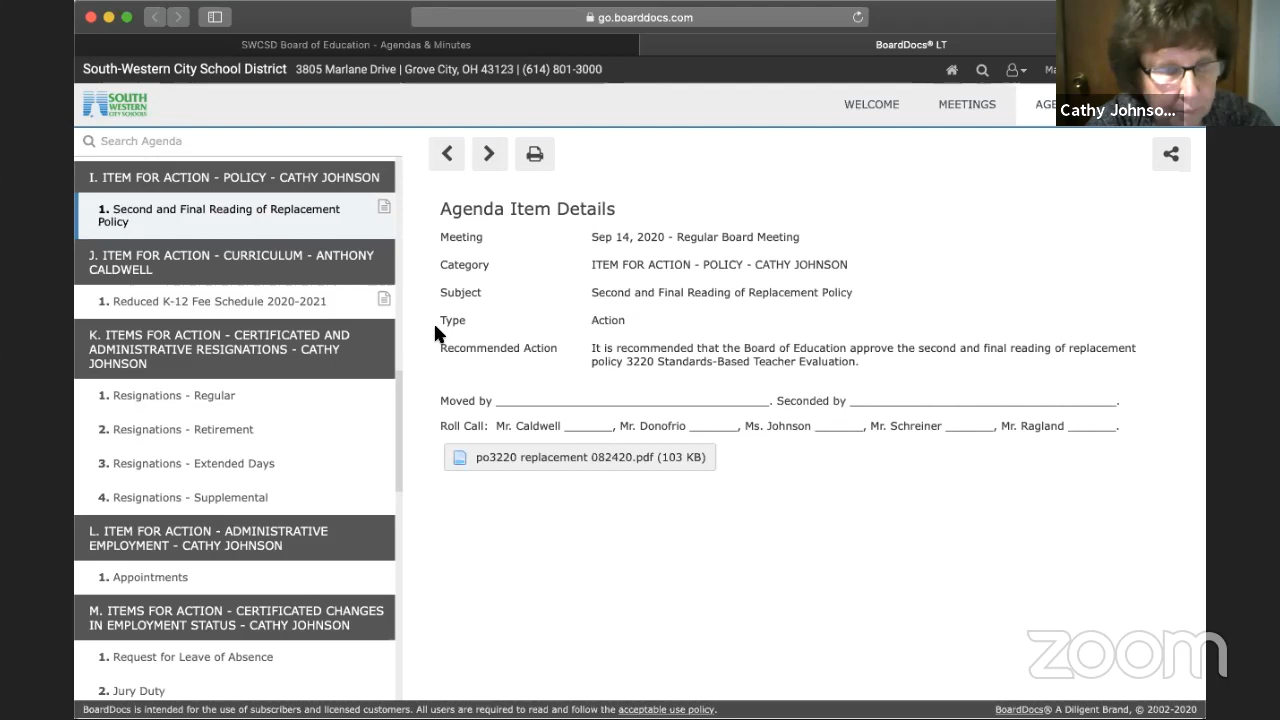 go.boarddocs.com
SWCSD Board of Education - Agendas & Minutes
BoardDocs® LT
South-Western City School District 3805 Marlane Drive | Grove City, OH 43123 | (614) 801-3000
Ma
SOUTH
WESTERN
CITY SCHOOLS
WELCOME
MEETINGS
AGE
Cathy Johnso...
Search Agenda
I. ITEM FOR ACTION - POLICY - CATHY JOHNSON
1. Second and Final Reading of Replacement
Policy
J. ITEM FOR ACTION - CURRICULUM - ANTHONY
CALDWELL
1. Reduced K-12 Fee Schedule 2020-2021
K. ITEMS FOR ACTION - CERTIFICATED AND
ADMINISTRATIVE RESIGNATIONS - CATHY
JOHNSON
1. Resignations - Regular
2. Resignations - Retirement
3. Resignations - Extended Days
4. Resignations - Supplemental
L. ITEM FOR ACTION - ADMINISTRATIVE
EMPLOYMENT - CATHY JOHNSON
1. Appointments
M. ITEMS FOR ACTION - CERTIFICATED CHANGES
IN EMPLOYMENT STATUS - CATHY JOHNSON
1. Request for Leave of Absence
2. Jury Duty
Agenda Item Details
Meeting Sep 14, 2020 - Regular Board Meeting
Category ITEM FOR ACTION - POLICY - CATHY JOHNSON
Subject Second and Final Reading of Replacement Policy
Type Action
Recommended Action It is recommended that the Board of Education approve the second and final reading of replacement
policy 3220 Standards-Based Teacher Evaluation.
Moved by ______________________________________. Seconded by _____________________________________.
Roll Call: Mr. Caldwell _______, Mr. Donofrio _______, Ms. Johnson _______, Mr. Schreiner _______, Mr. Ragland _______.
po3220 replacement 082420.pdf (103 KB)
zoom
BoardDocs is intended for the use of subscribers and licensed customers. All users are required to read and follow the acceptable use policy.
BoardDocs® A Diligent Brand, © 2002-2020